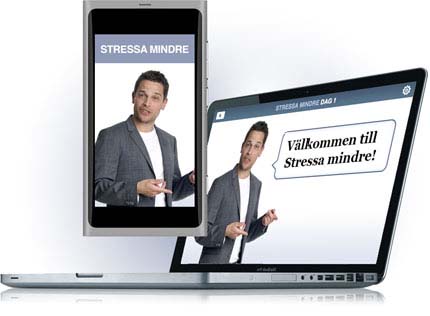 STRESSA MINDRE
STRESSA MINDRE DAG 1
Välkommen till
Stressa mindre!